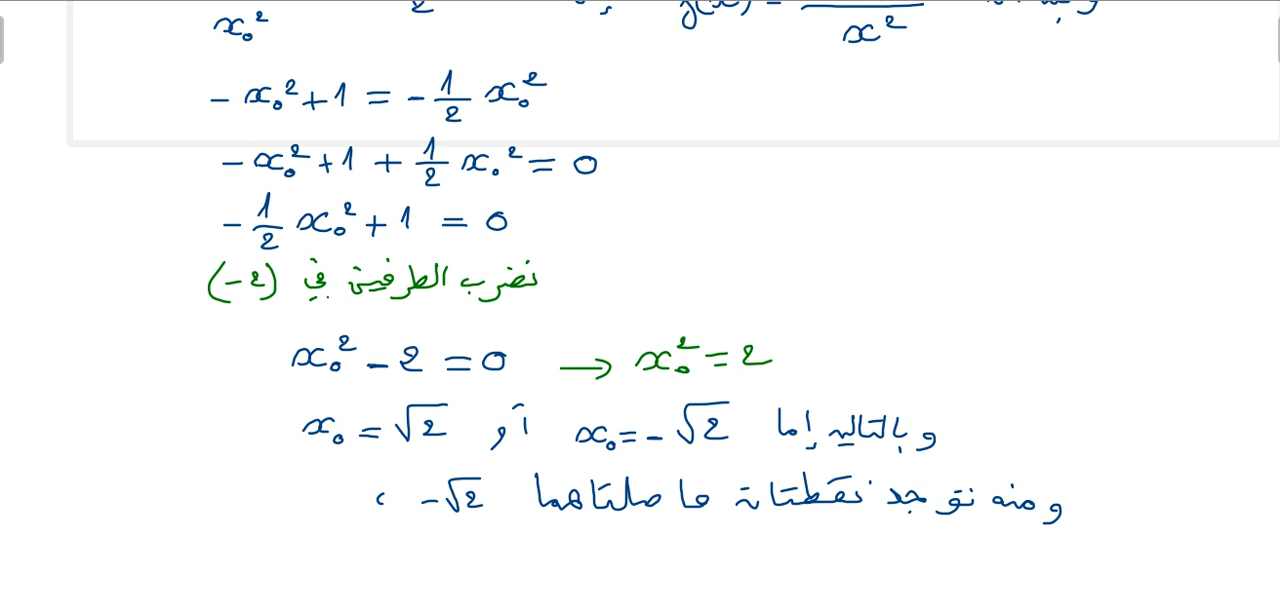 x₀²
x²
-x₀² + 1 = -1/2 x₀²
-x₀² + 1 + 1/2 x₀² = 0
-1/2 x₀² + 1 = 0
نضرب الطرفين في (-2)
x₀² - 2 = 0 → x₀² = 2
وبالتالي إما x₀ = -√2 أو x₀ = √2
ومنه توجد نقطتان فاصلتاهما -√2 ،